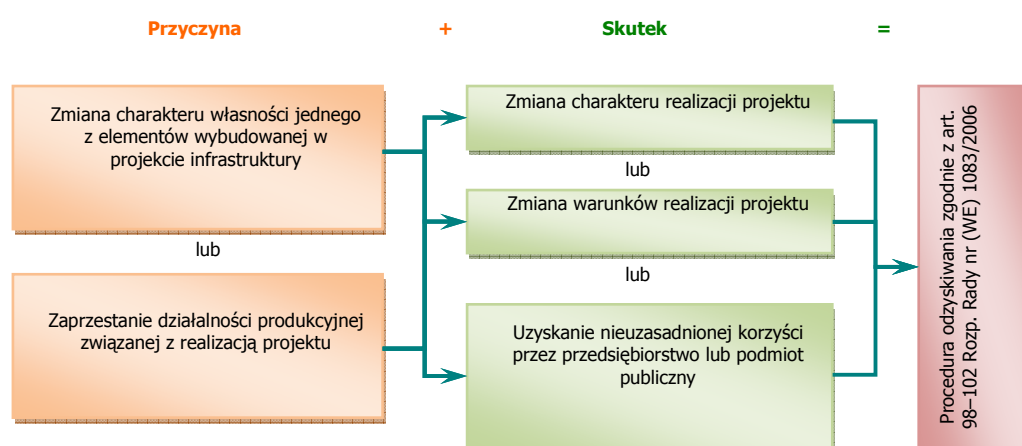 Przyczyna + Skutek =
Zmiana charakteru własności jednego
z elementów wybudowanej w
projekcie infrastruktury
lub
Zaprzestanie działalności produkcyjnej
związanej z realizacją projektu
Zmiana charakteru realizacji projektu
lub
Zmiana warunków realizacji projektu
lub
Uzyskanie nieuzasadnionej korzyści
przez przedsiębiorstwo lub podmiot
publiczny
Procedura odzyskiwania zgodnie z art.
98–102 Rozp. Rady nr (WE) 1083/2006